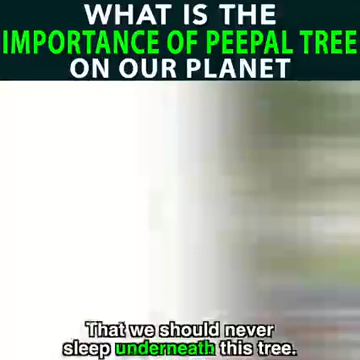 WHAT IS THE
IMPORTANCE OF PEEPAL TREE
ON OUR PLANET
That we should never
sleep underneath this tree.